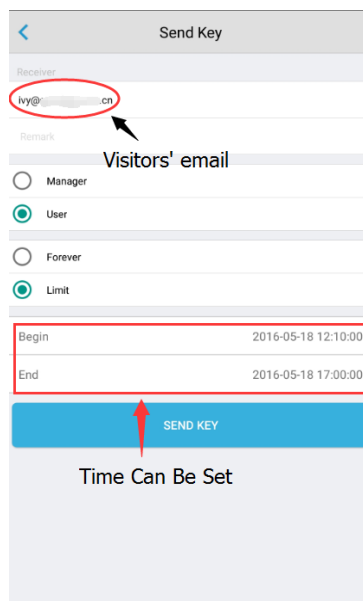 Send Key
Receiver
ivy@ .cn
Remark
Visitors' email
Manager
User
Forever
Limit
Begin 2016-05-18 12:10:00
End 2016-05-18 17:00:00
SEND KEY
Time Can Be Set